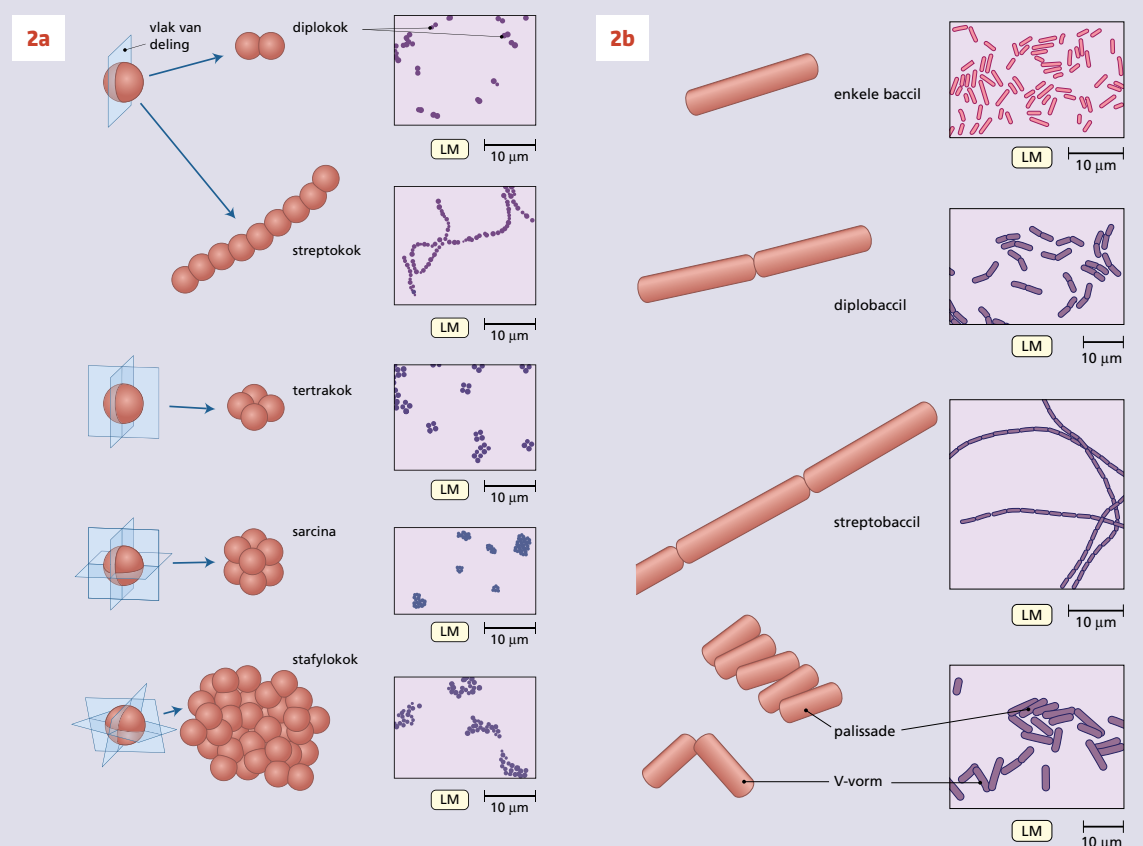 2a
vlak van
deling
diplokok
LM
10 µm
streptokok
LM
10 µm
tertrakok
LM
10 µm
sarcina
LM
10 µm
stafylokok
LM
10 µm
2b
enkele baccil
LM
10 µm
diplobaccil
LM
10 µm
streptobaccil
LM
10 µm
palissade
V-vorm
LM
10 µm